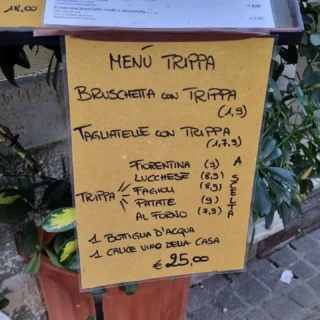 18,00
MENÚ TRIPPA
BRUSCHETTA CON TRIPPA
(1,9)
TAGLIATELLE CON TRIPPA
(1,7,9)
TRIPPA
FIORENTINA (9)
LUCCHESE (8,9)
FAGIOLI (8,9)
PATATE (9)
AL FORNO (7,9)
A SCELTA
1 BOTTIGLIA D'ACQUA
1 CALICE VINO DELLA CASA
€ 25,00